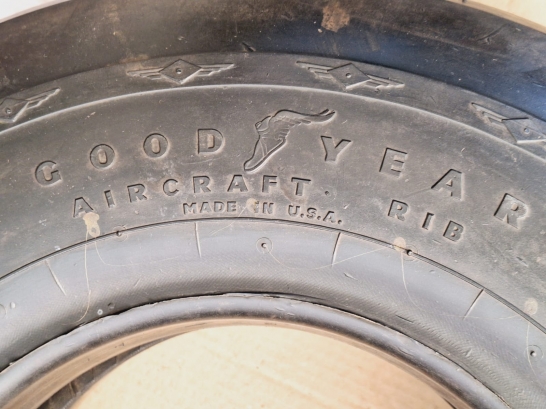 GOOD YEAR
AIRCRAFT RIB
MADE IN U.S.A.